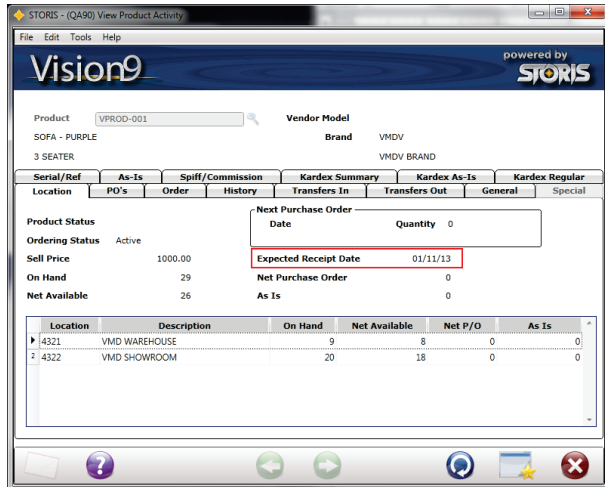 STORIS - (QA90) View Product Activity
File Edit Tools Help
Vision9
powered by
STORIS
Product VPROD-001 Vendor Model
SOFA - PURPLE Brand VMDV
3 SEATER VMDV BRAND
Serial/Ref As-Is Spiff/Commission Kardex Summary Kardex As-Is Kardex Regular
Location PO's Order History Transfers In Transfers Out General Special
Next Purchase Order
Product Status Date Quantity 0
Ordering Status Active
Sell Price 1000.00 Expected Receipt Date 01/11/13
On Hand 29 Net Purchase Order 0
Net Available 26 As Is 0
Location Description On Hand Net Available Net P/O As Is
4321 VMD WAREHOUSE 9 8 0 0
2 4322 VMD SHOWROOM 20 18 0 0
?